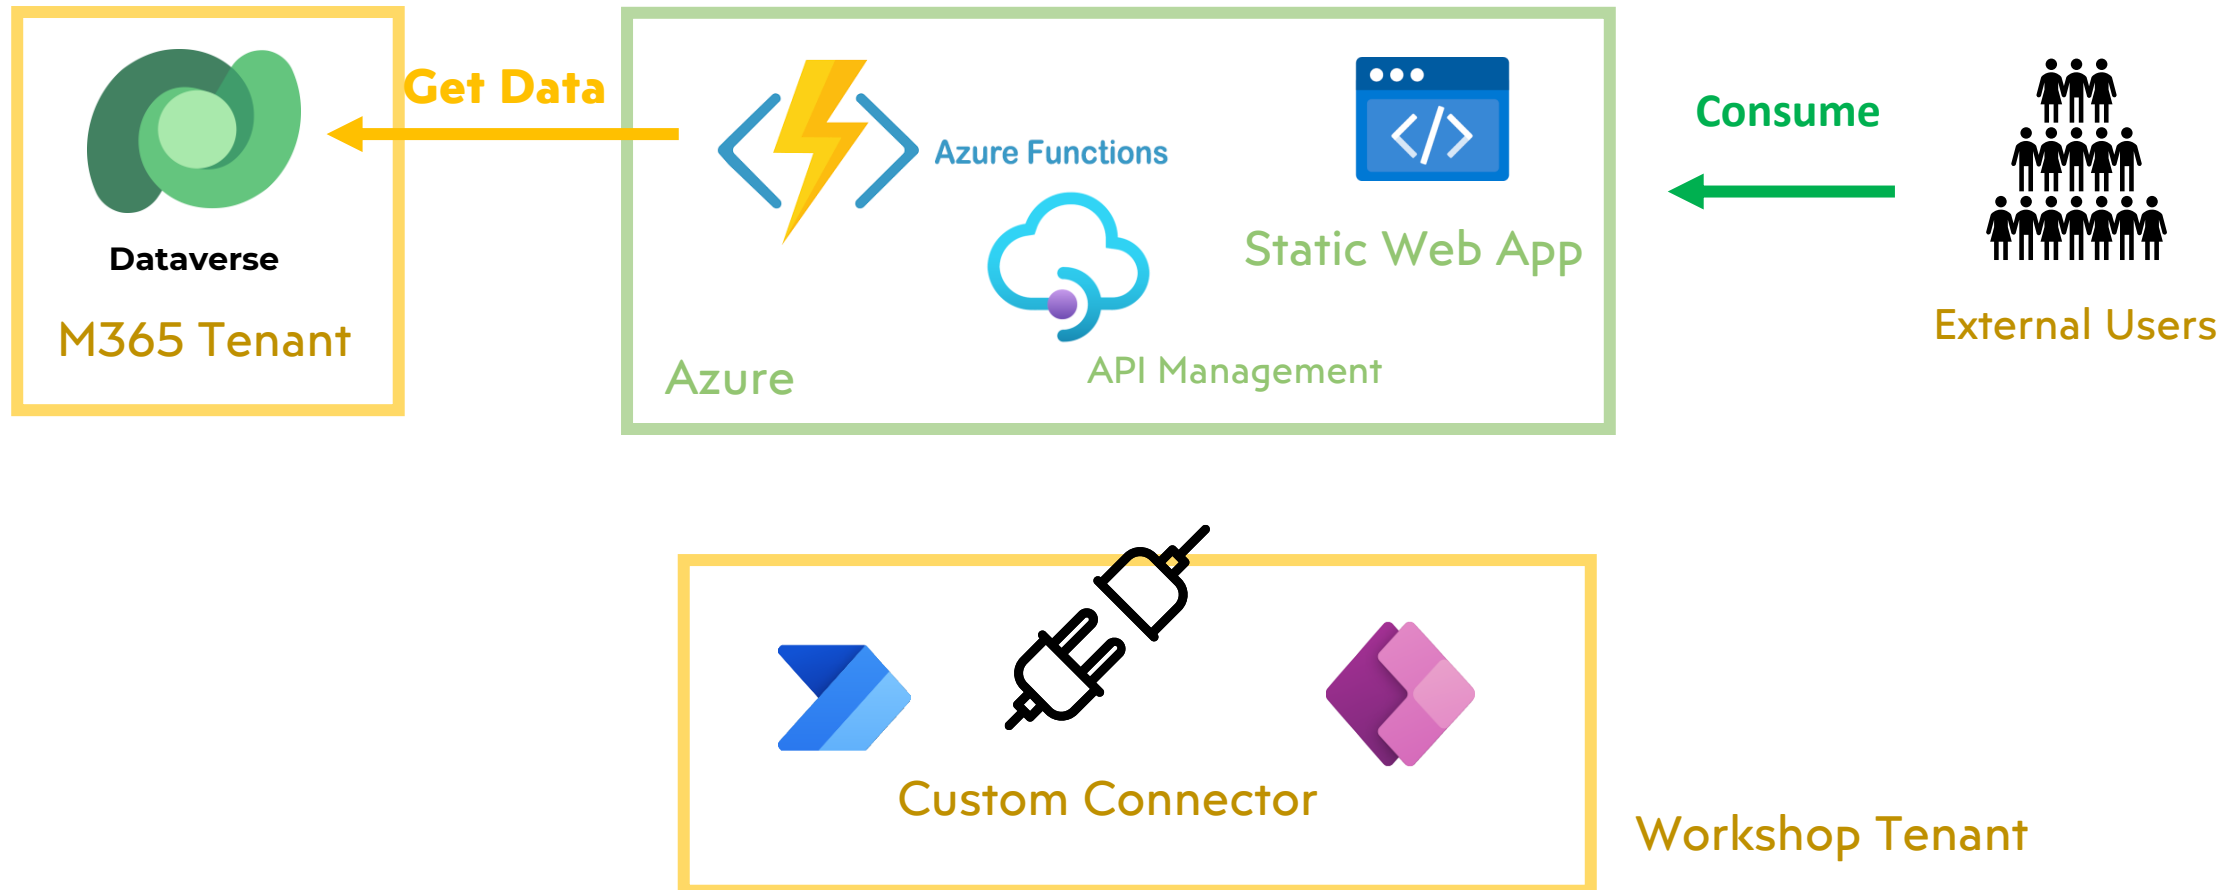 Get Data
Dataverse
M365 Tenant
Azure Functions
Static Web App
API Management
Azure
Consume
External Users
Custom Connector
Workshop Tenant